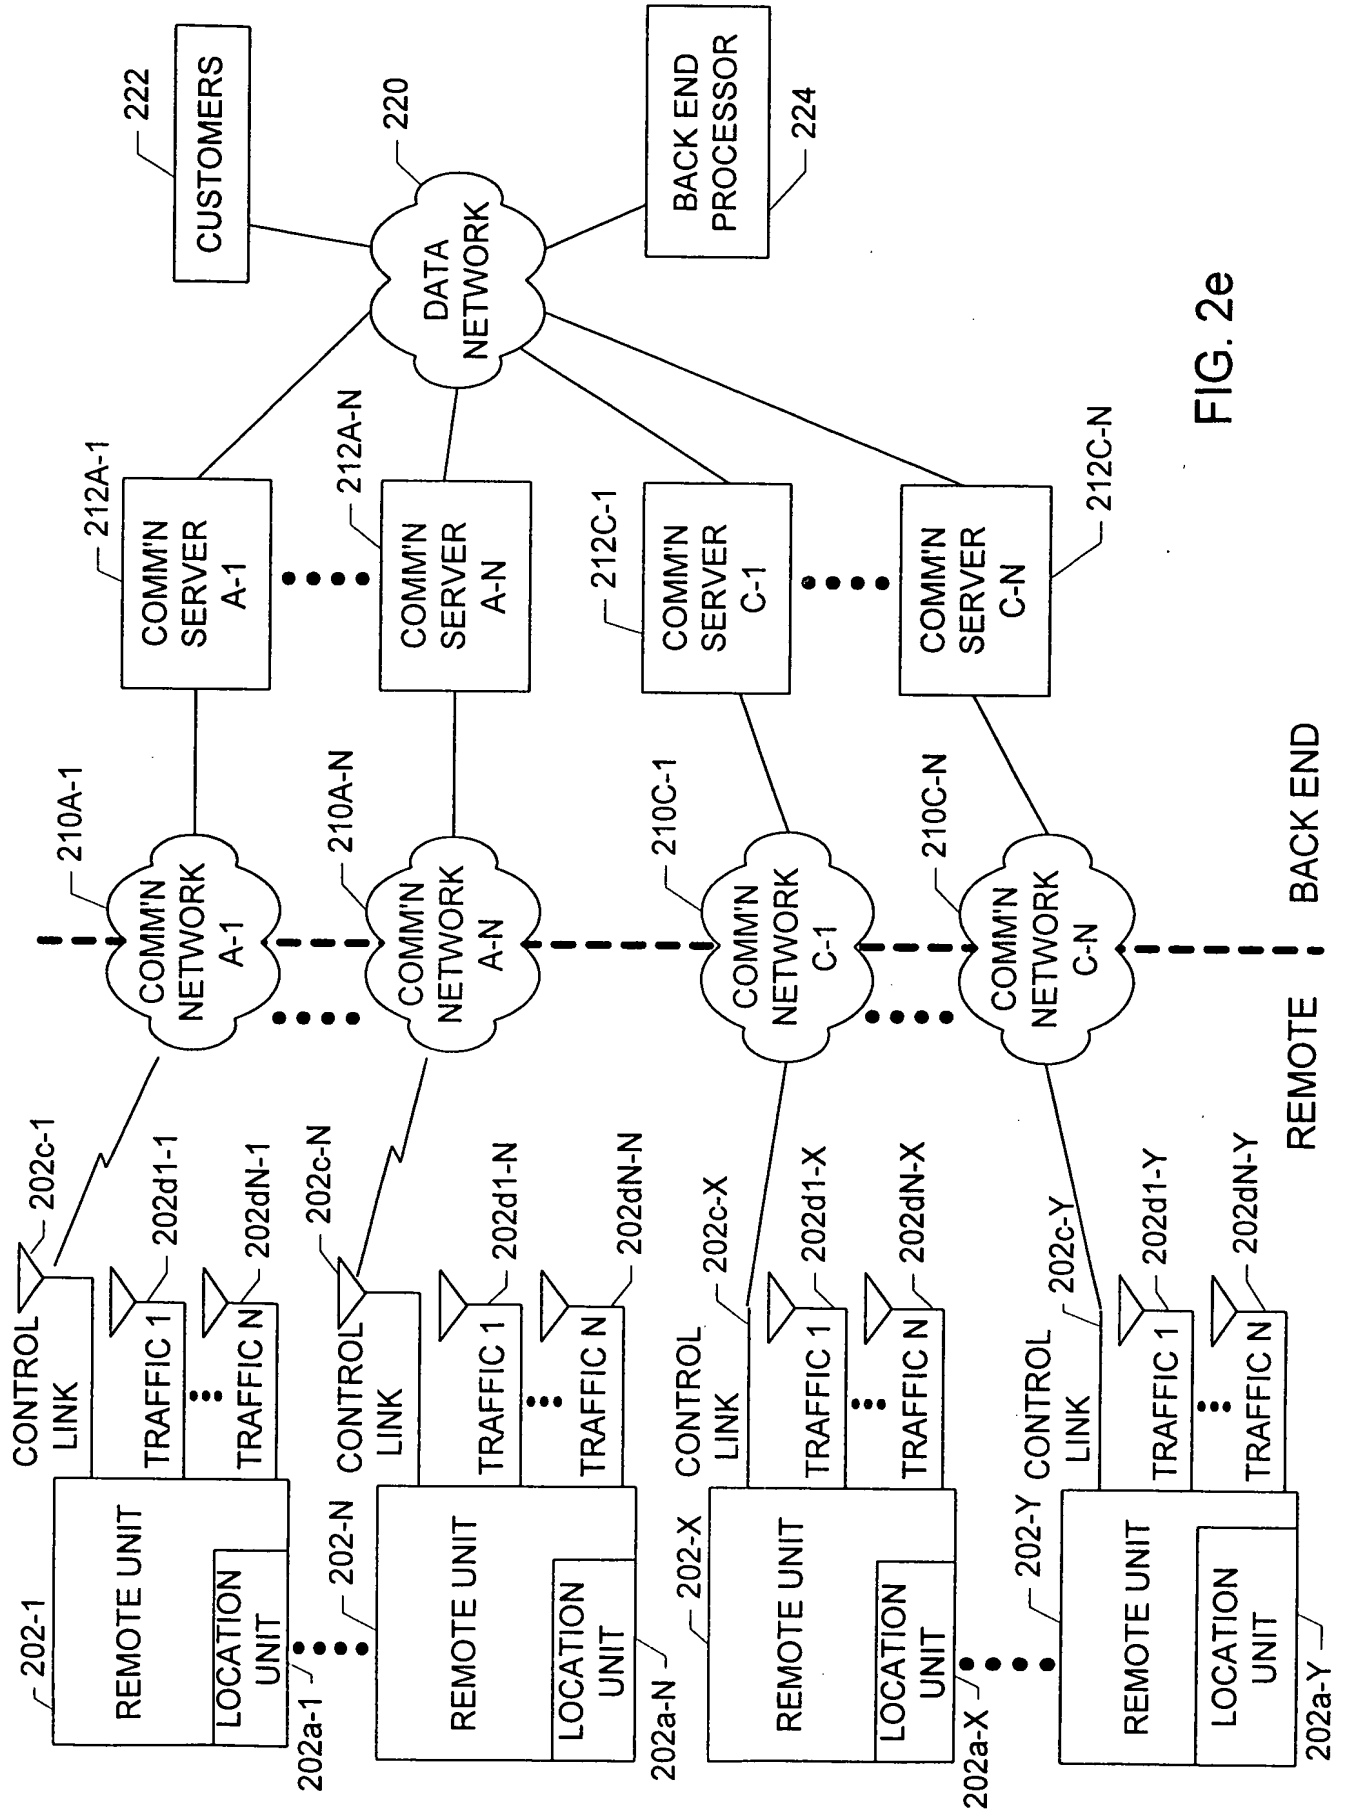 202-1
REMOTE UNIT
LOCATION
UNIT
202a-1
CONTROL
LINK
202c-1
TRAFFIC 1
202d1-1
TRAFFIC N
202dN-1
COMM'N
NETWORK
A-1
210A-1
COMM'N
SERVER
A-1
212A-1
CUSTOMERS
222
202-N
REMOTE UNIT
LOCATION
UNIT
202a-N
CONTROL
LINK
202c-N
TRAFFIC 1
202d1-N
TRAFFIC N
202dN-N
COMM'N
NETWORK
A-N
210A-N
COMM'N
SERVER
A-N
212A-N
DATA
NETWORK
220
202-X
REMOTE UNIT
LOCATION
UNIT
202a-X
CONTROL
LINK
202c-X
TRAFFIC 1
202d1-X
TRAFFIC N
202dN-X
COMM'N
NETWORK
C-1
210C-1
COMM'N
SERVER
C-1
212C-1
BACK END
PROCESSOR
224
202-Y
REMOTE UNIT
LOCATION
UNIT
202a-Y
CONTROL
LINK
202c-Y
TRAFFIC 1
202d1-Y
TRAFFIC N
202dN-Y
COMM'N
NETWORK
C-N
210C-N
COMM'N
SERVER
C-N
212C-N
REMOTE
BACK END
FIG. 2e